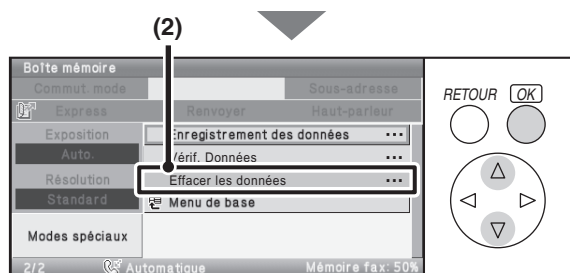 (2)
Boîte mémoire
Commut. mode
Sous-adresse
Express
Renvoyer
Haut-parleur
Exposition
Auto.
Résolution
Standard
Modes spéciaux
Enregistrement des données ...
Vérif. Données ...
Effacer les données ...
Menu de base
2/2 Automatique Mémoire fax: 50%
RETOUR OK